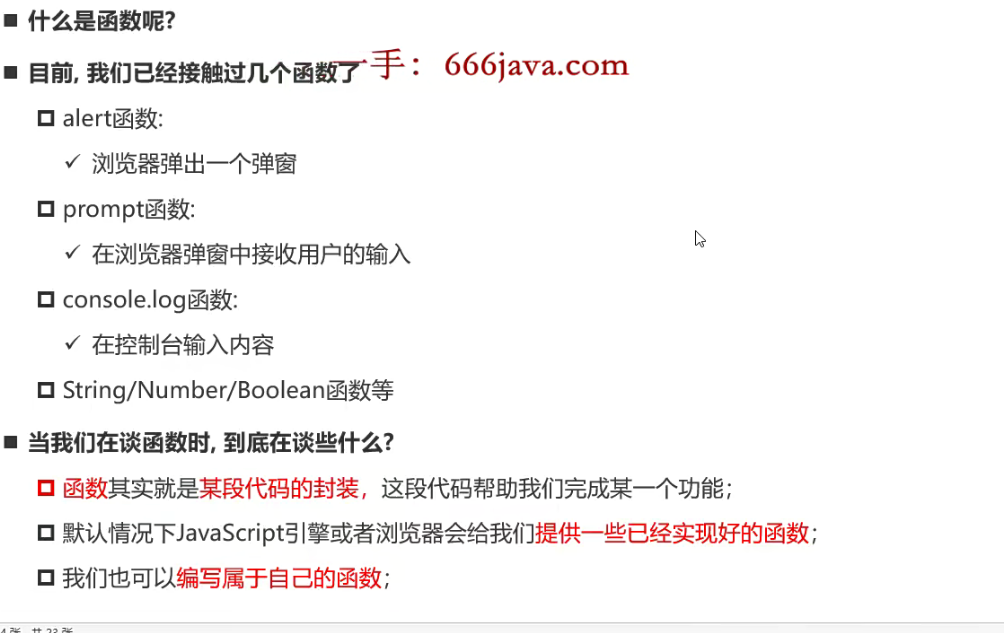 什么是函数呢?
目前, 我们已经接触过几个函数了
一手：666java.com
alert函数:
浏览器弹出一个弹窗
prompt函数:
在浏览器弹窗中接收用户的输入
console.log函数:
在控制台输入内容
String/Number/Boolean函数等
当我们在谈函数时, 到底在谈些什么?
函数其实就是某段代码的封装，这段代码帮助我们完成某一个功能;
默认情况下JavaScript引擎或者浏览器会给我们提供一些已经实现好的函数;
我们也可以编写属于自己的函数;